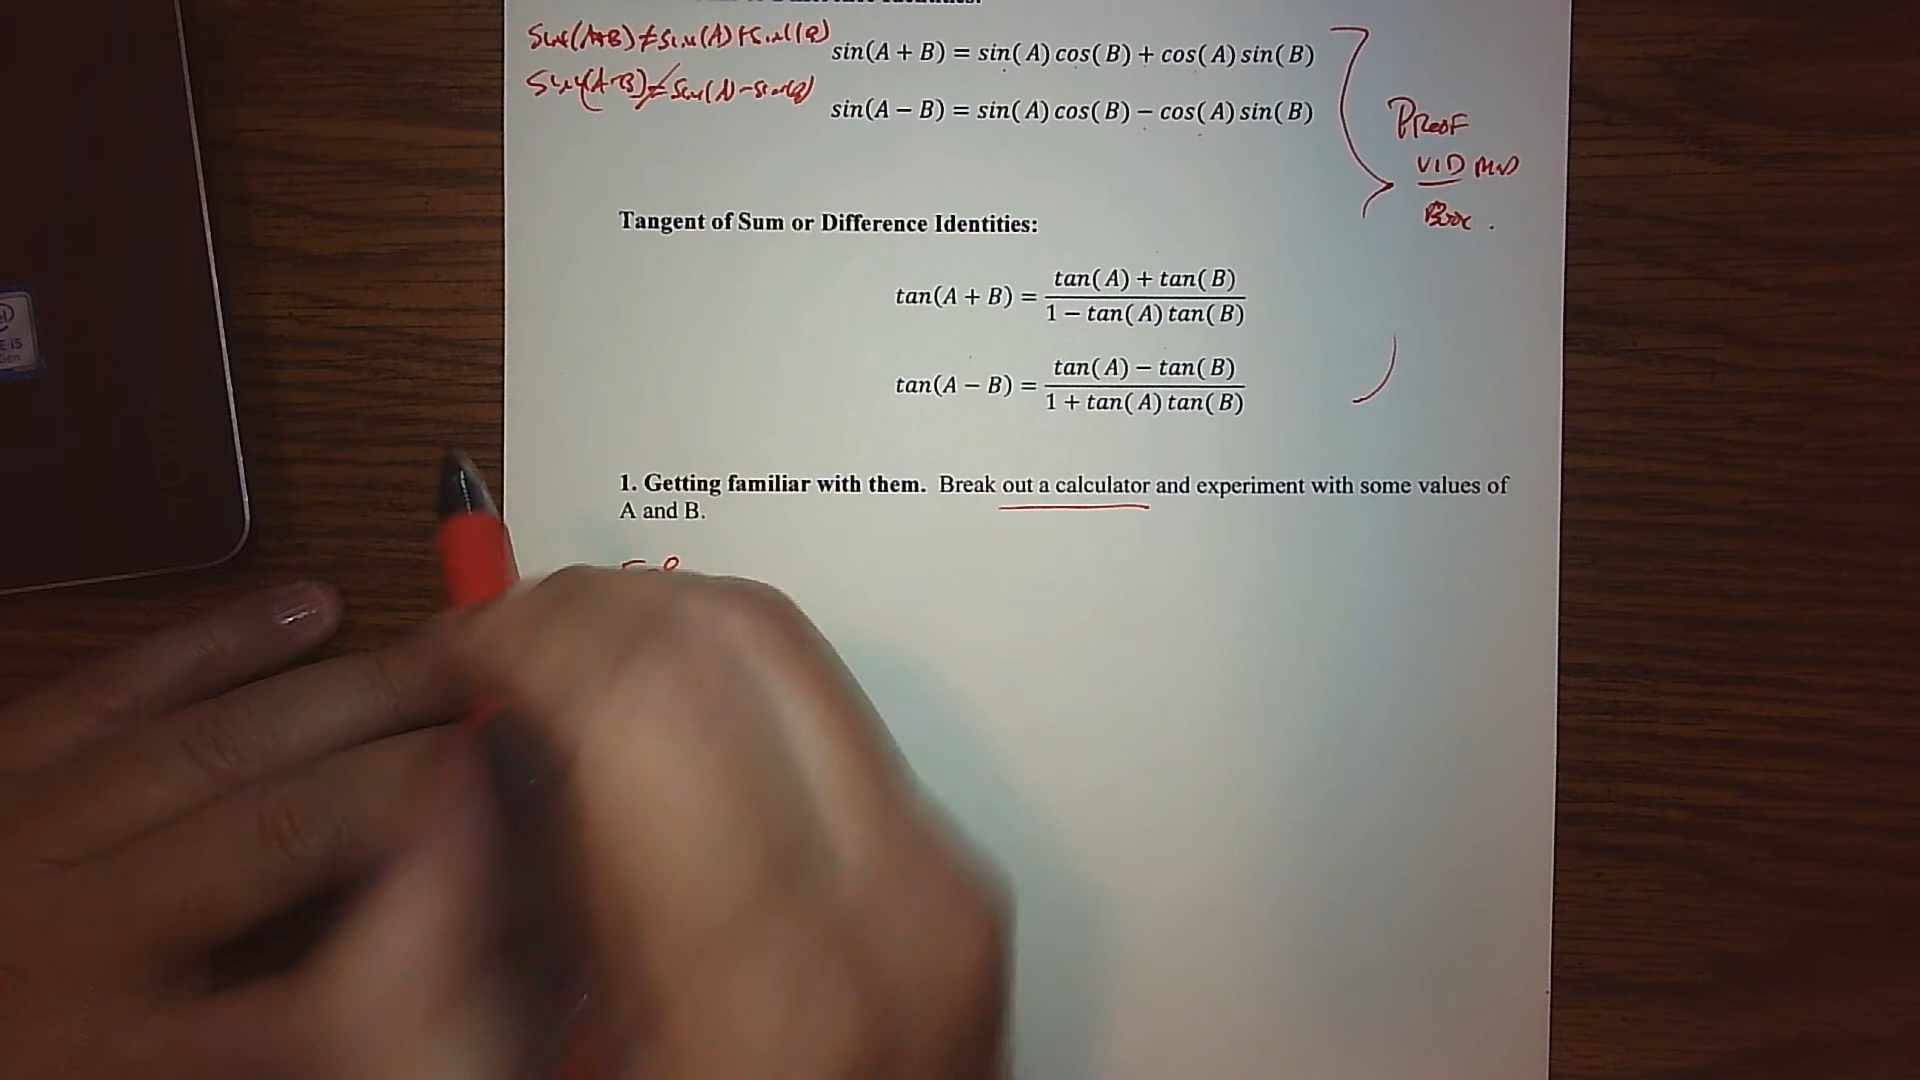 sin(A+B)≠sin(A)+sin(B)
sin(A + B) = sin(A) cos(B) + cos(A) sin(B)
sin(A-B)≠sin(A)-sin(B)
sin(A − B) = sin(A) cos(B) − cos(A) sin(B)
PROOF
VID
Tangent of Sum or Difference Identities:
tan(A + B) = (tan(A) + tan(B)) / (1 − tan(A) tan(B))
tan(A − B) = (tan(A) − tan(B)) / (1 + tan(A) tan(B))
1. Getting familiar with them. Break out a calculator and experiment with some values of
A and B.